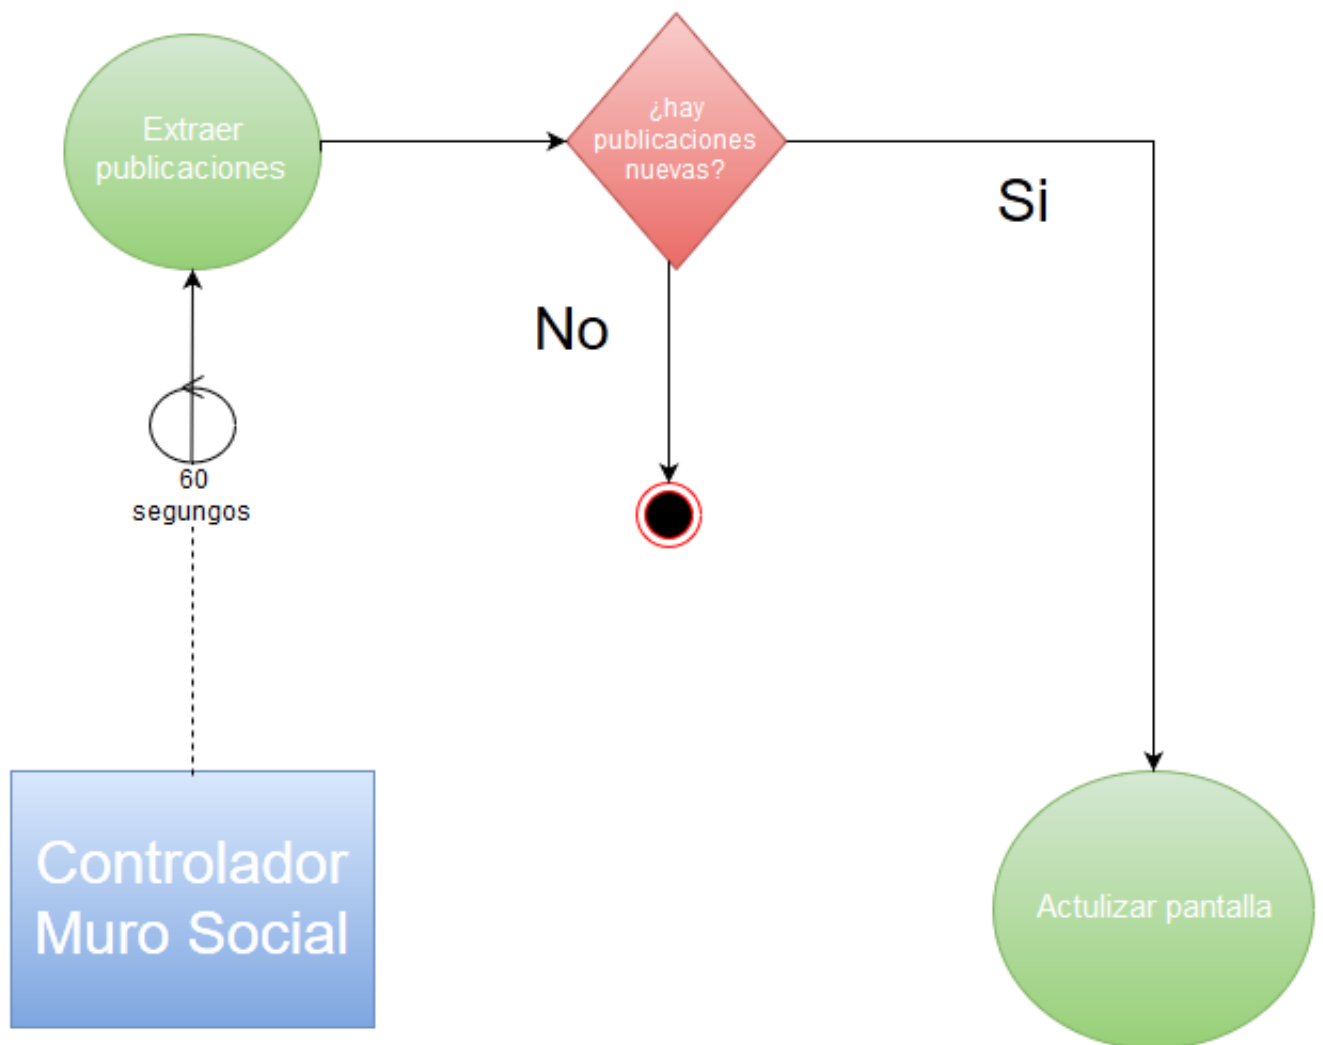 Extraer
publicaciones
¿hay
publicaciones
nuevas?
Si
No
60
segungos
Controlador
Muro Social
Actulizar pantalla